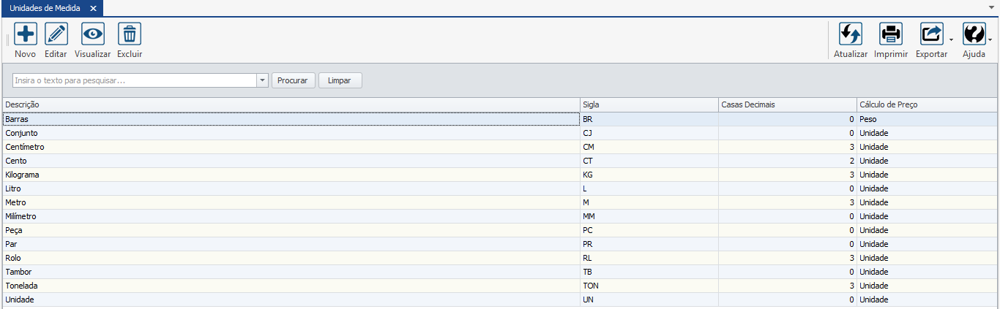 Unidades de Medida
Novo Editar Visualizar Excluir Atualizar Imprimir Exportar Ajuda
Insira o texto para pesquisar... Procurar Limpar
Descrição Sigla Casas Decimais Cálculo de Preço
Barras BR 0 Peso
Conjunto CJ 0 Unidade
Centímetro CM 3 Unidade
Cento CT 2 Unidade
Kilograma KG 3 Unidade
Litro L 0 Unidade
Metro M 3 Unidade
Milímetro MM 0 Unidade
Peça PC 0 Unidade
Par PR 0 Unidade
Rolo RL 3 Unidade
Tambor TB 0 Unidade
Tonelada TON 3 Unidade
Unidade UN 0 Unidade